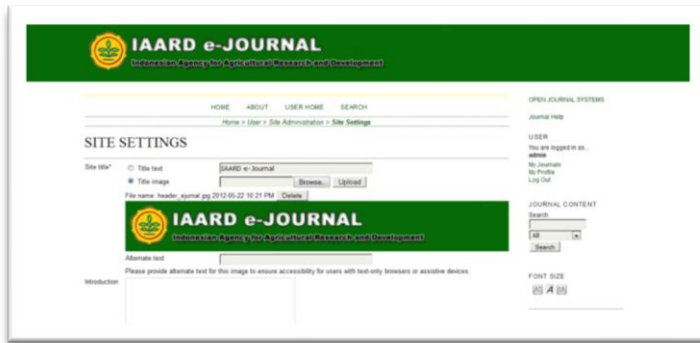 IAARD e-JOURNAL
Indonesian Agency for Agricultural Research and Development
HOME ABOUT USER HOME SEARCH
Home > User > Site Administration > Site Settings
SITE SETTINGS
Site title* Title text IAARD e-Journal
Title image Browse... Upload
File name: header_ejurnal.jpg 2012-05-22 10:21 PM Delete
IAARD e-JOURNAL
Indonesian Agency for Agricultural Research and Development
Alternate text
Please provide alternate text for this image to ensure accessibility for users with text-only browsers or assistive devices.
Introduction
OPEN JOURNAL SYSTEMS
Journal Help
USER
You are logged in as...
admin
My Journals
My Profile
Log Out
JOURNAL CONTENT
Search
All
Search
FONT SIZE
A A A